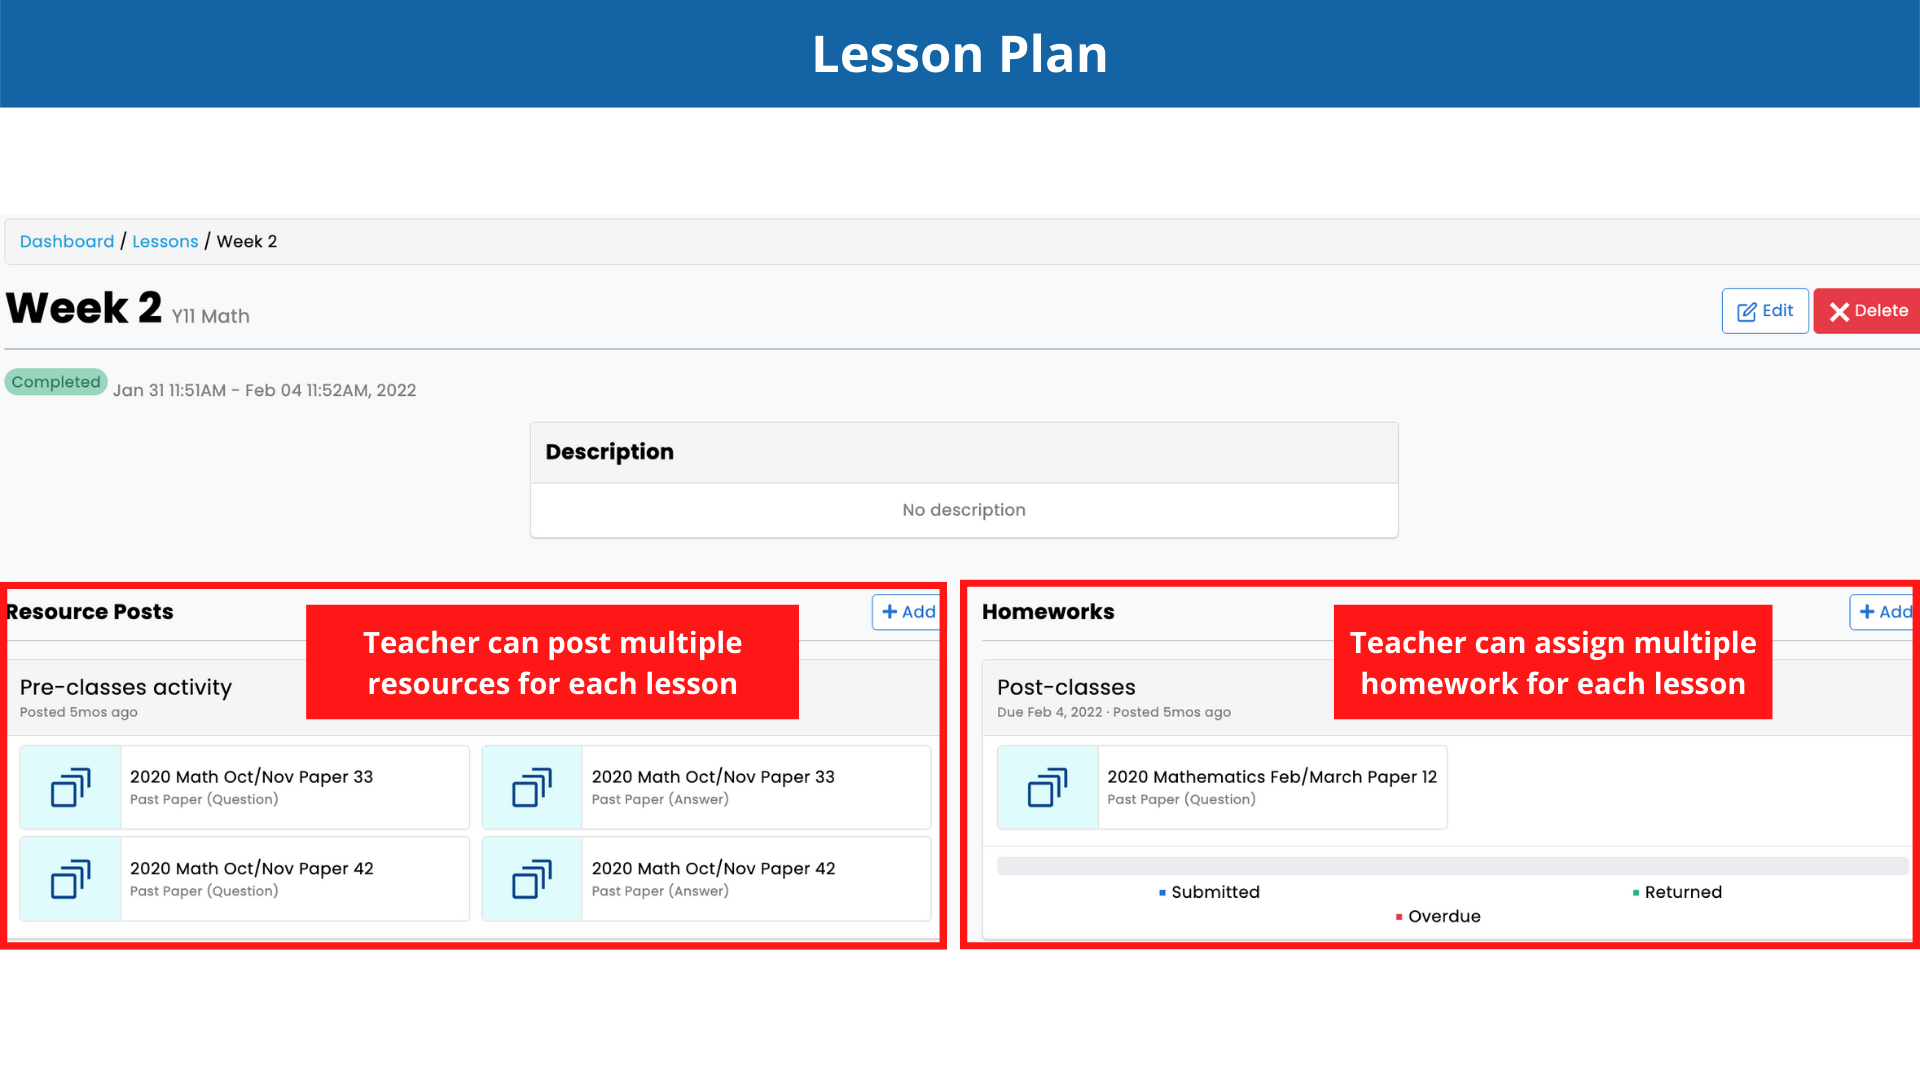 Lesson Plan
Dashboard / Lessons / Week 2
Week 2 Y11 Math
Edit
Delete
Completed Jan 31 11:51AM - Feb 04 11:52AM, 2022
Description
No description
Resource Posts
Add
Teacher can post multiple
resources for each lesson
Pre-classes activity
Posted 5mos ago
2020 Math Oct/Nov Paper 33
Past Paper (Question)
2020 Math Oct/Nov Paper 33
Past Paper (Answer)
2020 Math Oct/Nov Paper 42
Past Paper (Question)
2020 Math Oct/Nov Paper 42
Past Paper (Answer)
Homeworks
Add
Teacher can assign multiple
homework for each lesson
Post-classes
Due Feb 4, 2022 · Posted 5mos ago
2020 Mathematics Feb/March Paper 12
Past Paper (Question)
Submitted
Returned
Overdue